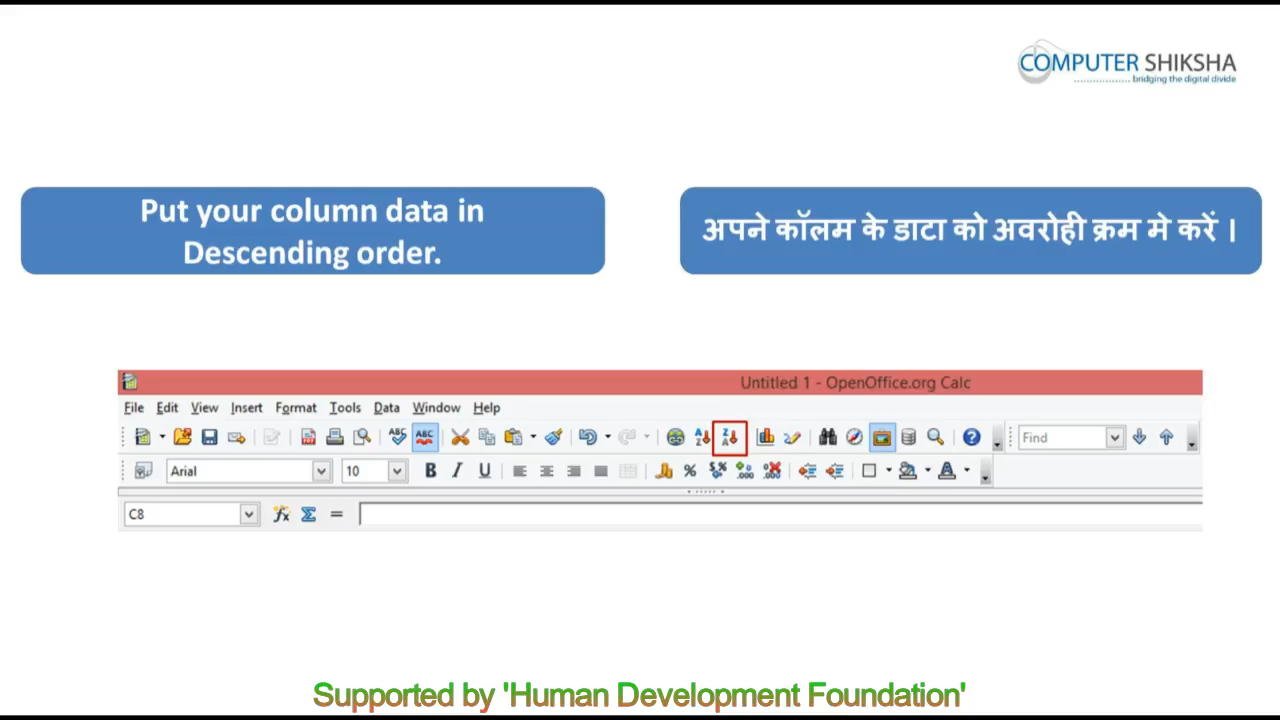 COMPUTER SHIKSHA
bridging the digital divide
Put your column data in
Descending order.
अपने कॉलम के डाटा को अवरोही क्रम मे करें ।
Untitled 1 - OpenOffice.org Calc
File Edit View Insert Format Tools Data Window Help
Find
Arial 10 B I U
C8
Supported by 'Human Development Foundation'